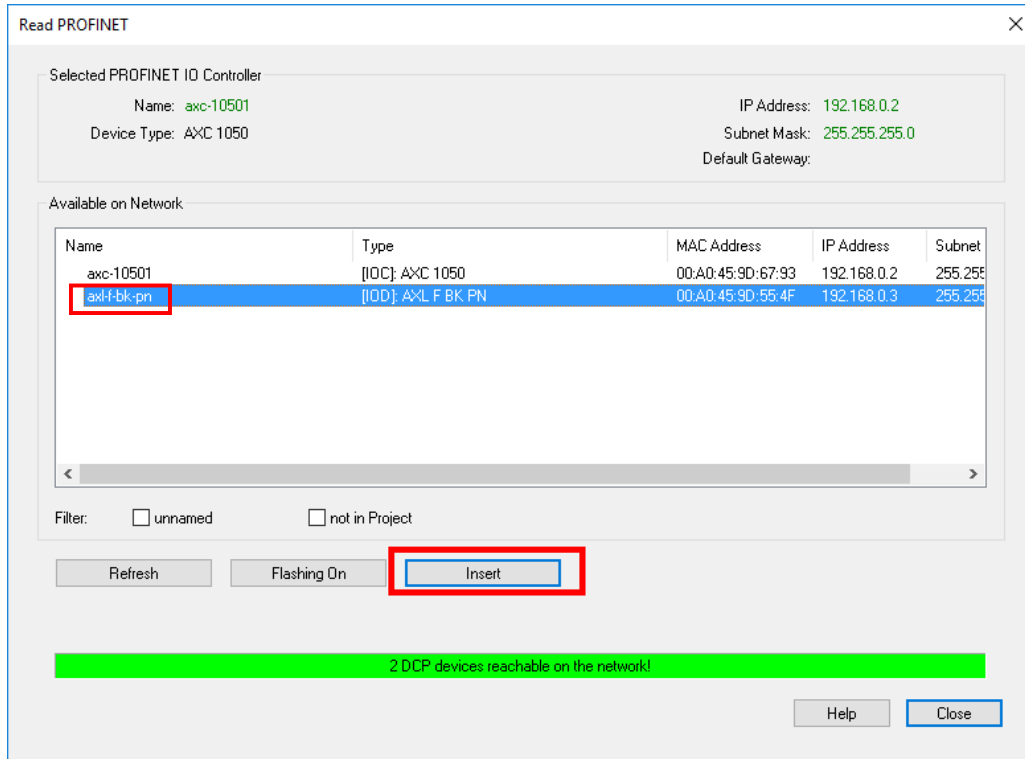 Read PROFINET
Selected PROFINET IO Controller
Name: axc-10501 IP Address: 192.168.0.2
Device Type: AXC 1050 Subnet Mask: 255.255.255.0
Default Gateway:
Available on Network
Name Type MAC Address IP Address Subnet
axc-10501 [IOC]: AXC 1050 00:A0:45:9D:67:93 192.168.0.2 255.255
axl-f-bk-pn [IOD]: AXL F BK PN 00:A0:45:9D:55:4F 192.168.0.3 255.255
Filter: unnamed not in Project
Refresh Flashing On Insert
2 DCP devices reachable on the network!
Help Close